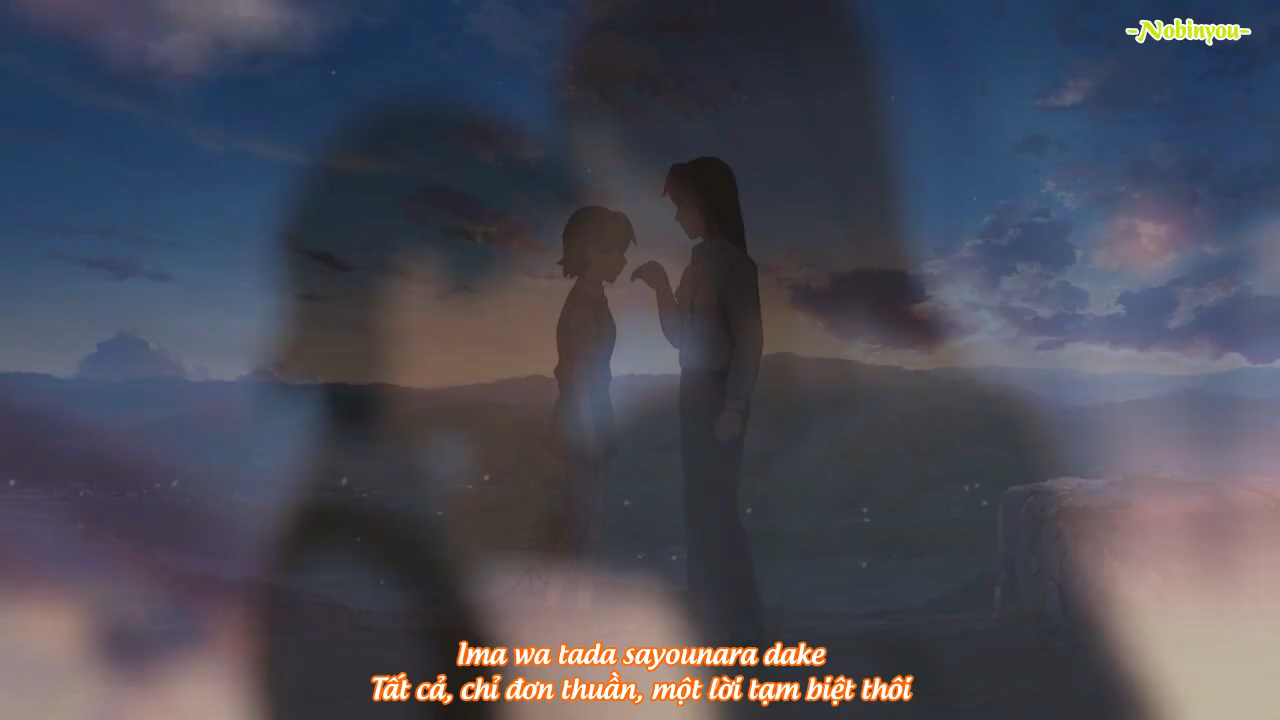 -Nobinyou-
Ima wa tada sayounara dake
Tất cả, chỉ đơn thuần, một lời tạm biệt thôi